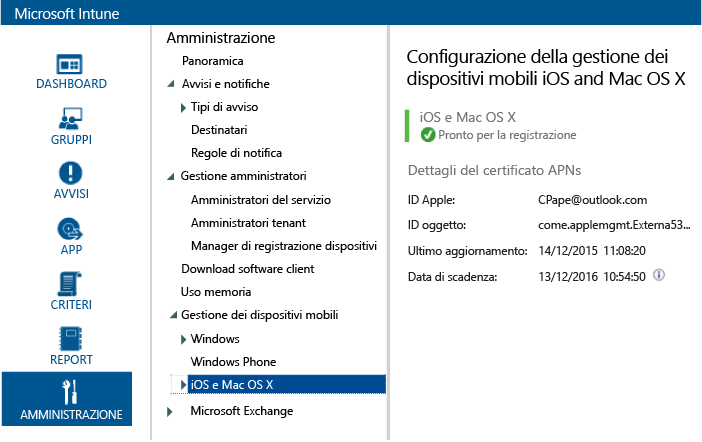 Microsoft Intune
DASHBOARD
GRUPPI
AVVISI
APP
CRITERI
REPORT
AMMINISTRAZIONE
Amministrazione
Panoramica
Avvisi e notifiche
Tipi di avviso
Destinatari
Regole di notifica
Gestione amministratori
Amministratori del servizio
Amministratori tenant
Manager di registrazione dispositivi
Download software client
Uso memoria
Gestione dei dispositivi mobili
Windows
Windows Phone
iOS e Mac OS X
Microsoft Exchange
Configurazione della gestione dei
dispositivi mobili iOS and Mac OS X
iOS e Mac OS X
Pronto per la registrazione
Dettagli del certificato APNs
ID Apple: CPape@outlook.com
ID oggetto: come.applemgmt.Externa53...
Ultimo aggiornamento: 14/12/2015 11:08:20
Data di scadenza: 13/12/2016 10:54:50